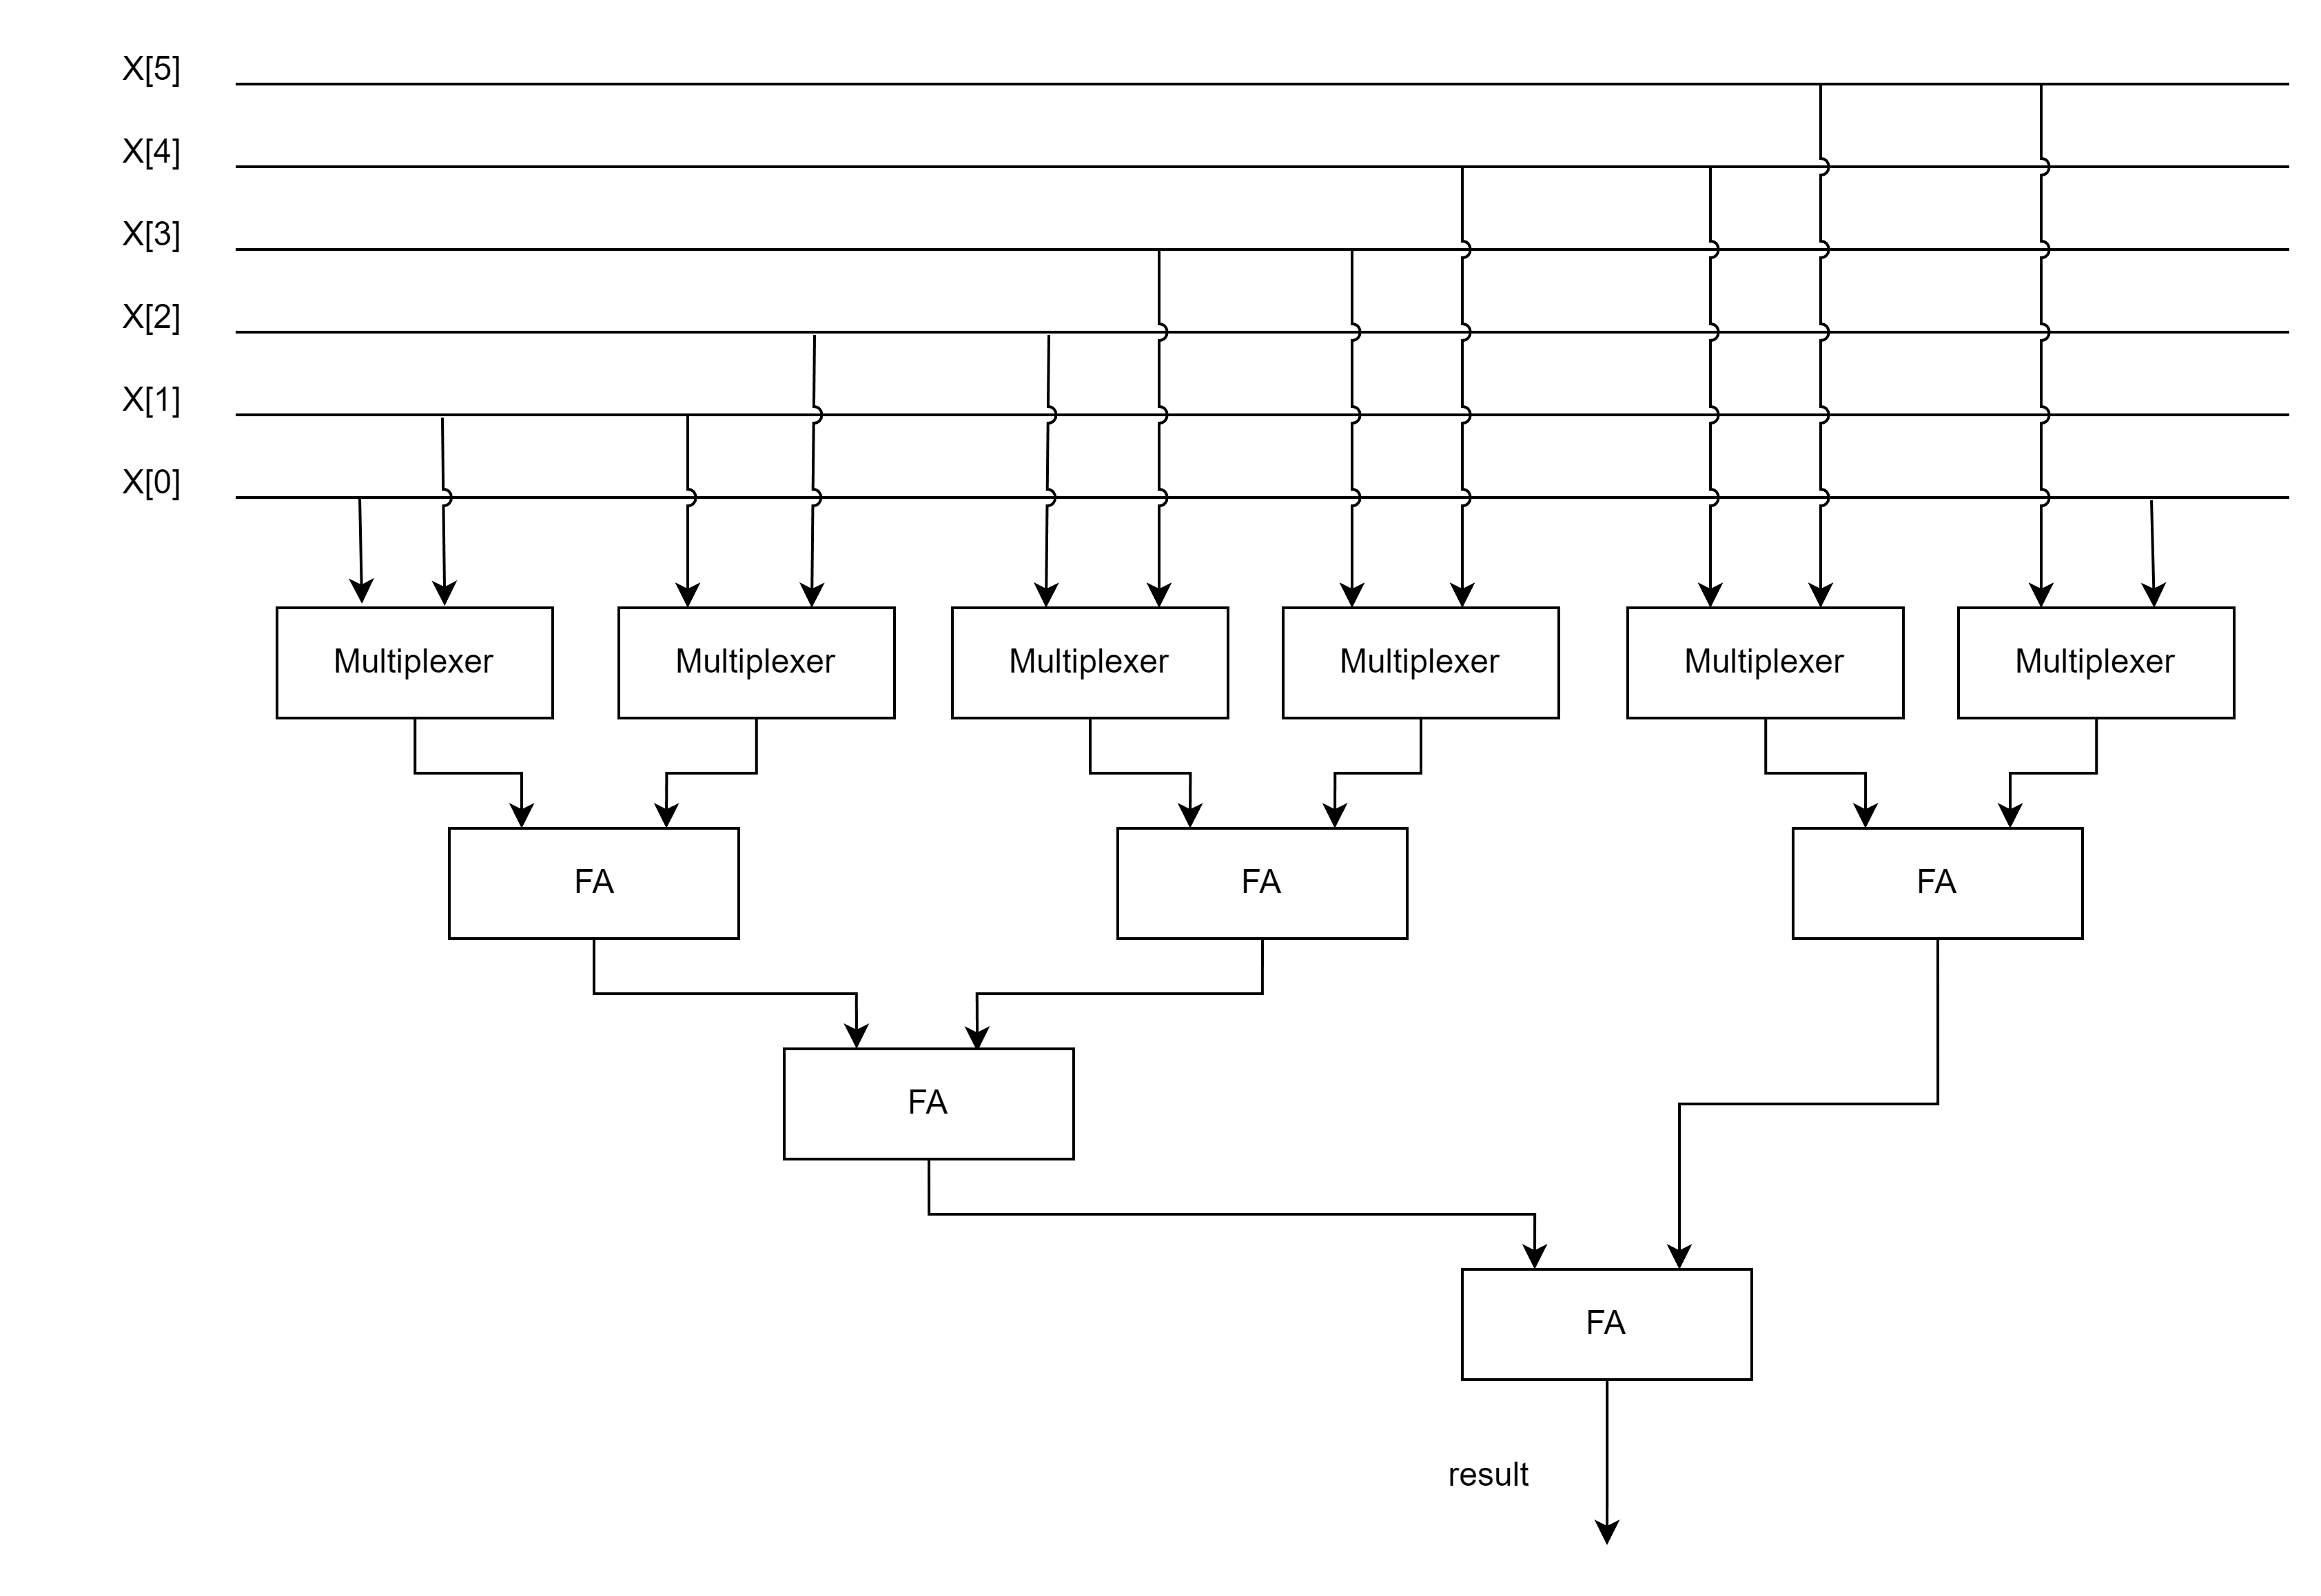 X[5]
X[4]
X[3]
X[2]
X[1]
X[0]
Multiplexer
Multiplexer
Multiplexer
Multiplexer
Multiplexer
Multiplexer
FA
FA
FA
FA
FA
result